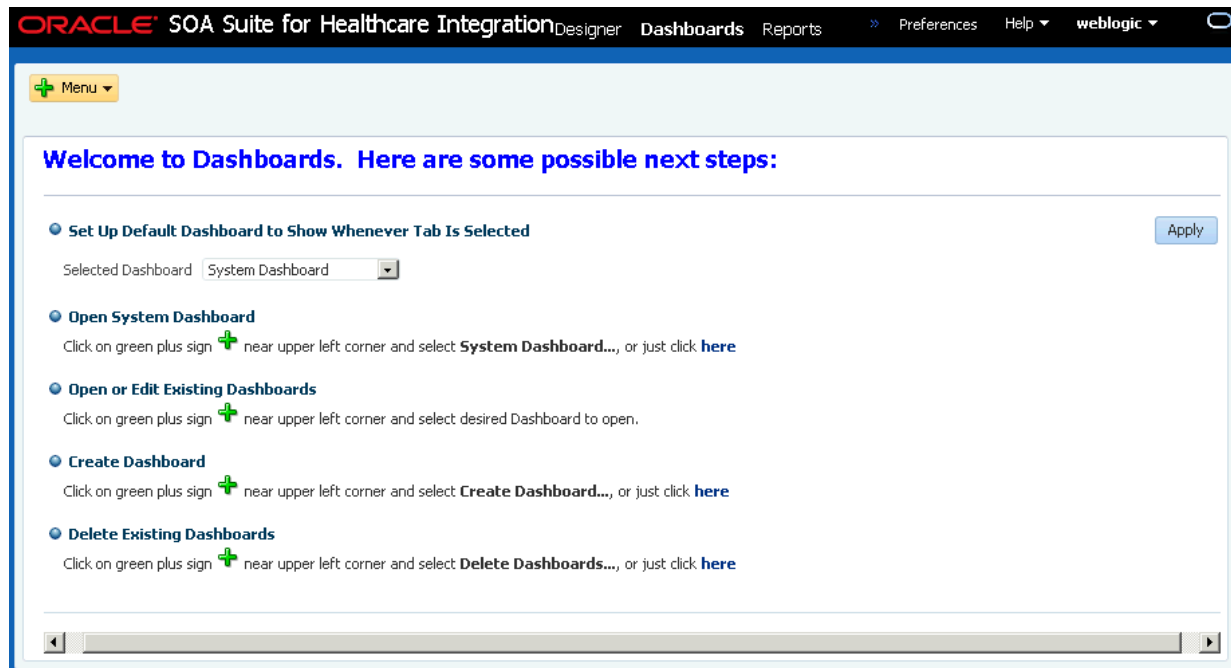 ORACLE SOA Suite for Healthcare Integration Designer Dashboards Reports » Preferences Help weblogic
Menu
Welcome to Dashboards. Here are some possible next steps:
Set Up Default Dashboard to Show Whenever Tab Is Selected
Apply
Selected Dashboard System Dashboard
Open System Dashboard
Click on green plus sign near upper left corner and select System Dashboard..., or just click here
Open or Edit Existing Dashboards
Click on green plus sign near upper left corner and select desired Dashboard to open.
Create Dashboard
Click on green plus sign near upper left corner and select Create Dashboard..., or just click here
Delete Existing Dashboards
Click on green plus sign near upper left corner and select Delete Dashboards..., or just click here